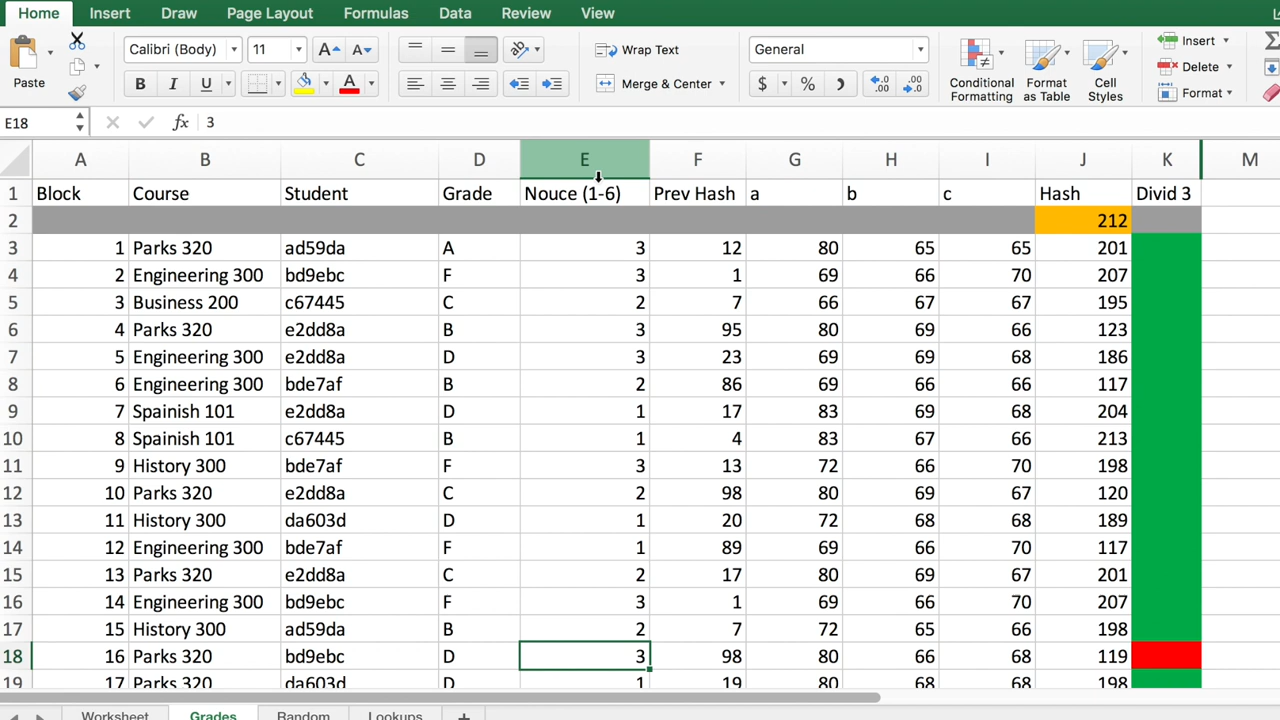 Home Insert Draw Page Layout Formulas Data Review View
Calibri (Body) 11 A A Wrap Text General Insert
Paste B I U A Merge & Center $ % Conditional Formatting Format as Table Cell Styles Delete
Format
E18 fx 3
A B C D E F G H I J K M
1 Block Course Student Grade Nouce (1-6) Prev Hash a b c Hash Divid 3
2 212
3 1 Parks 320 ad59da A 3 12 80 65 65 201
4 2 Engineering 300 bd9ebc F 3 1 69 66 70 207
5 3 Business 200 c67445 C 2 7 66 67 67 195
6 4 Parks 320 e2dd8a B 3 95 80 69 66 123
7 5 Engineering 300 e2dd8a D 3 23 69 69 68 186
8 6 Engineering 300 bde7af B 2 86 69 66 66 117
9 7 Spainish 101 e2dd8a D 1 17 83 69 68 204
10 8 Spainish 101 c67445 B 1 4 83 67 66 213
11 9 History 300 bde7af F 3 13 72 66 70 198
12 10 Parks 320 e2dd8a C 2 98 80 69 67 120
13 11 History 300 da603d D 1 20 72 68 68 189
14 12 Engineering 300 bde7af F 1 89 69 66 70 117
15 13 Parks 320 e2dd8a C 2 17 80 69 67 201
16 14 Engineering 300 bd9ebc F 3 1 69 66 70 207
17 15 History 300 ad59da B 2 7 72 65 66 198
18 16 Parks 320 bd9ebc D 3 98 80 66 68 119
19 17 Parks 320 da603d D 1 19 80 68 68 198
Worksheet Grades Random Lookups +